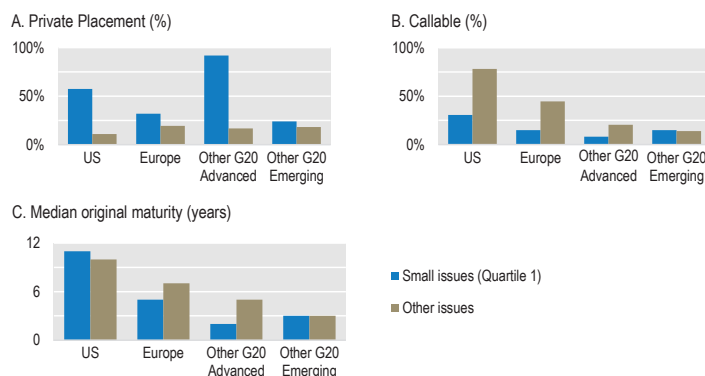 A. Private Placement (%)
100%
50%
0%
US
Europe
Other G20
Advanced
Other G20
Emerging
B. Callable (%)
100%
50%
0%
US
Europe
Other G20
Advanced
Other G20
Emerging
C. Median original maturity (years)
12
6
0
US
Europe
Other G20
Advanced
Other G20
Emerging
Small issues (Quartile 1)
Other issues